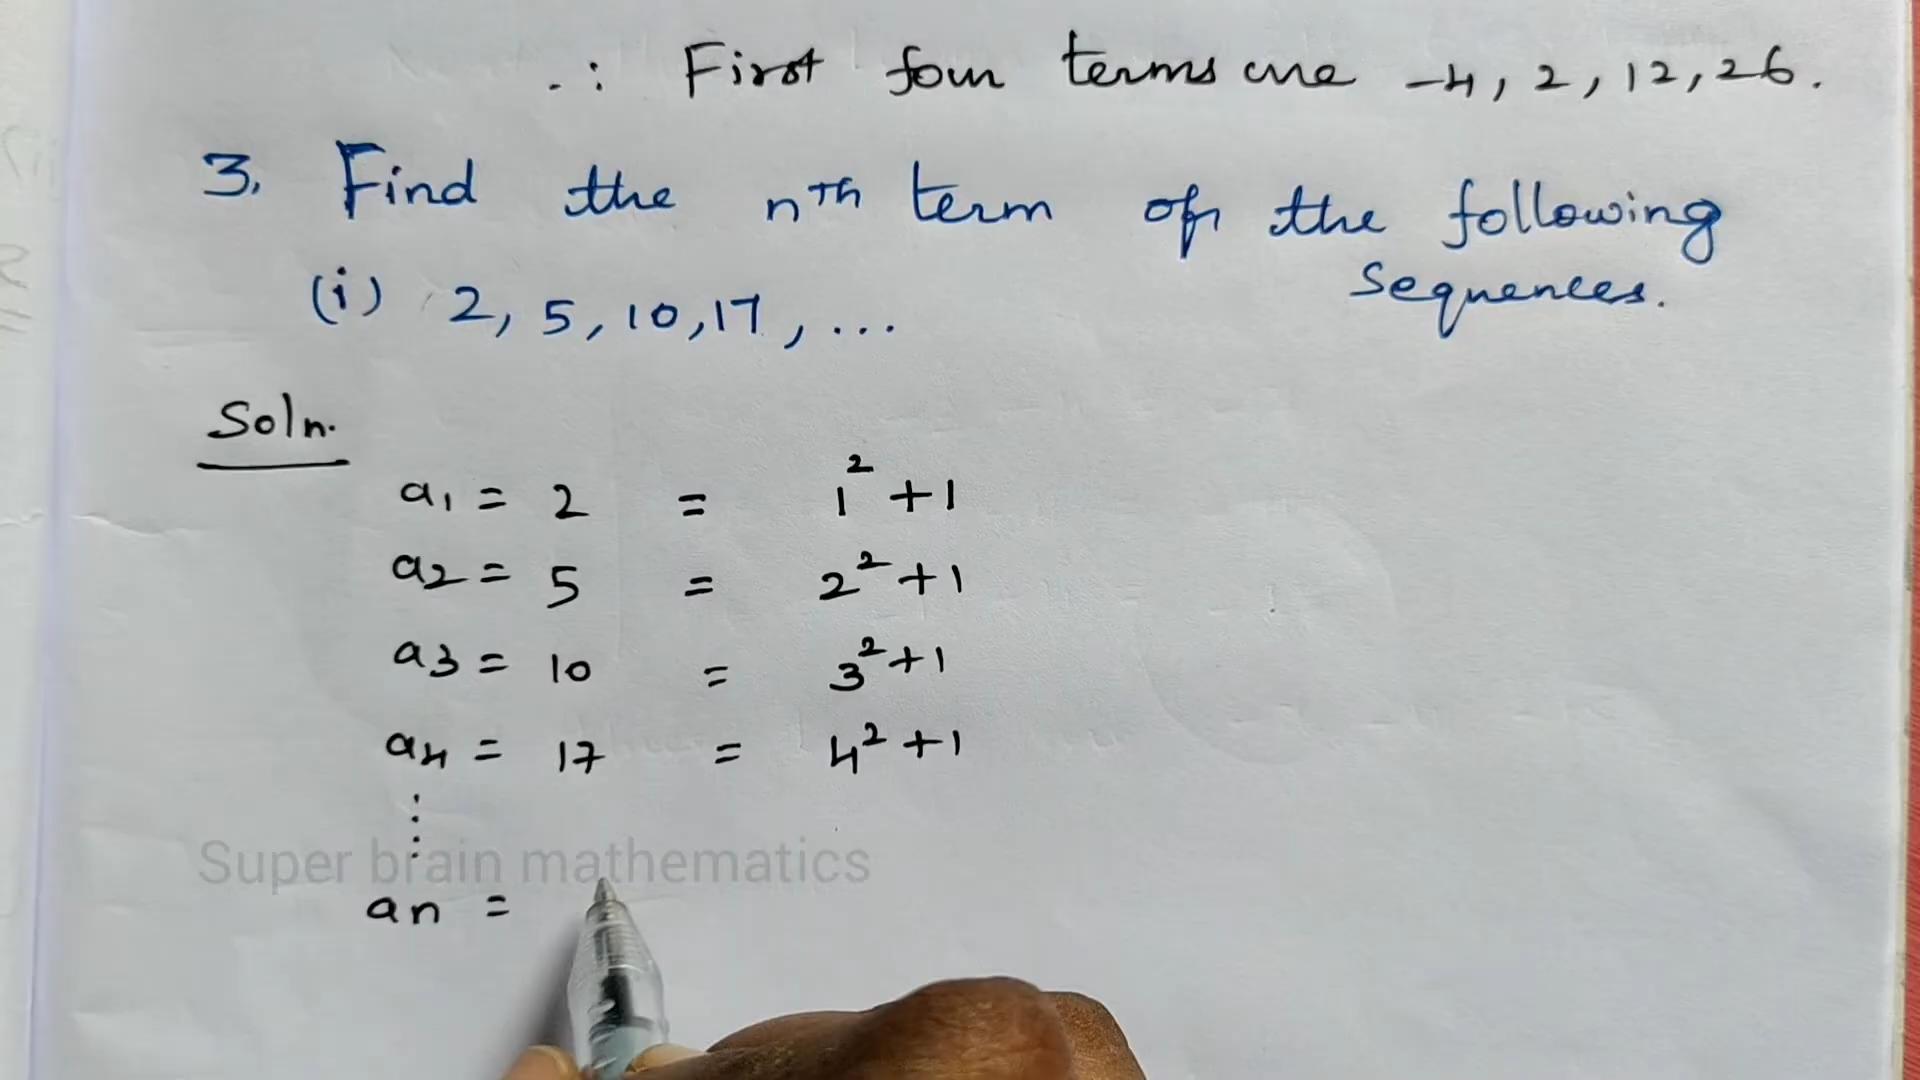 ∴ First four terms are -4, 2, 12, 26.
3. Find the nᵀʰ term of the following
sequences.
(i) 2, 5, 10, 17, ...
Soln.
a₁ = 2 = 1² + 1
a₂ = 5 = 2² + 1
a₃ = 10 = 3² + 1
a₄ = 17 = 4² + 1
⋮
Super brain mathematics
an =